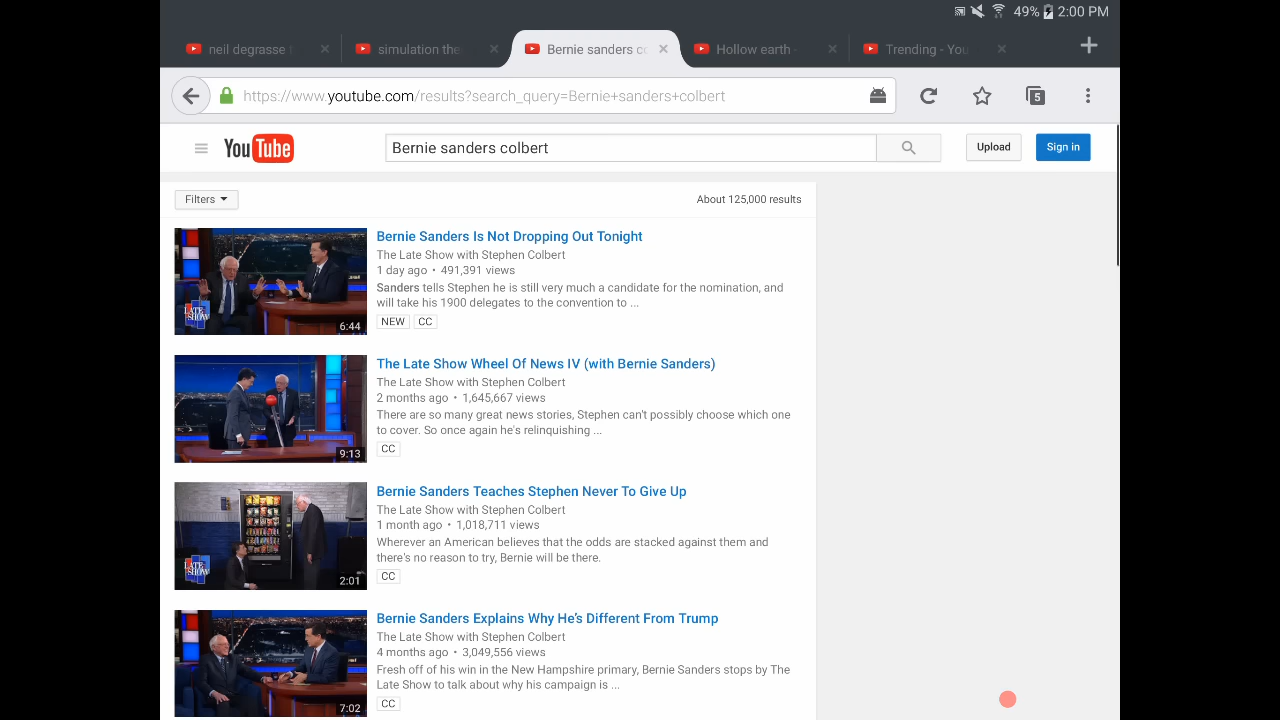 49% 2:00 PM
neil degrasse
simulation the
Bernie sanders co
Hollow earth -
Trending - You
https://www.youtube.com/results?search_query=Bernie+sanders+colbert
5
YouTube
Bernie sanders colbert
Upload
Sign in
Filters
About 125,000 results
Bernie Sanders Is Not Dropping Out Tonight
The Late Show with Stephen Colbert
1 day ago • 491,391 views
Sanders tells Stephen he is still very much a candidate for the nomination, and
will take his 1900 delegates to the convention to ...
NEW CC
LATE SHOW
6:44
The Late Show Wheel Of News IV (with Bernie Sanders)
The Late Show with Stephen Colbert
2 months ago • 1,645,667 views
There are so many great news stories, Stephen can't possibly choose which one
to cover. So once again he's relinquishing ...
CC
9:13
Bernie Sanders Teaches Stephen Never To Give Up
The Late Show with Stephen Colbert
1 month ago • 1,018,711 views
Wherever an American believes that the odds are stacked against them and
there's no reason to try, Bernie will be there.
CC
LATE SHOW
2:01
Bernie Sanders Explains Why He's Different From Trump
The Late Show with Stephen Colbert
4 months ago • 3,049,556 views
Fresh off of his win in the New Hampshire primary, Bernie Sanders stops by The
Late Show to talk about why his campaign is ...
CC
7:02